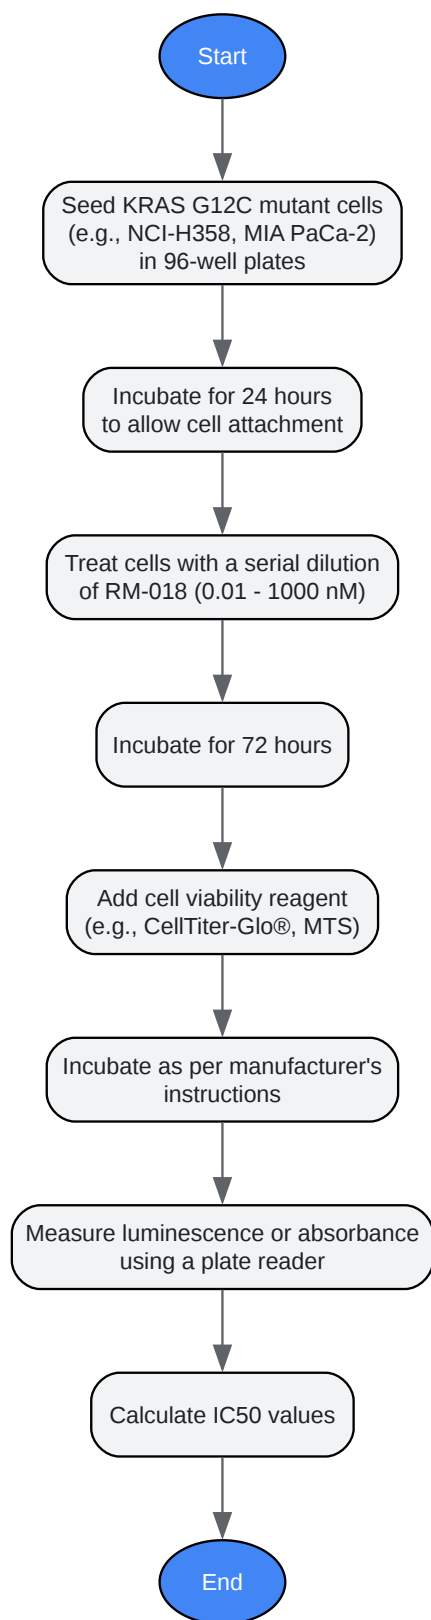 Start
Seed KRAS G12C mutant cells
(e.g., NCI-H358, MIA PaCa-2)
in 96-well plates
Incubate for 24 hours
to allow cell attachment
Treat cells with a serial dilution
of RM-018 (0.01 - 1000 nM)
Incubate for 72 hours
Add cell viability reagent
(e.g., CellTiter-Glo®, MTS)
Incubate as per manufacturer's
instructions
Measure luminescence or absorbance
using a plate reader
Calculate IC50 values
End